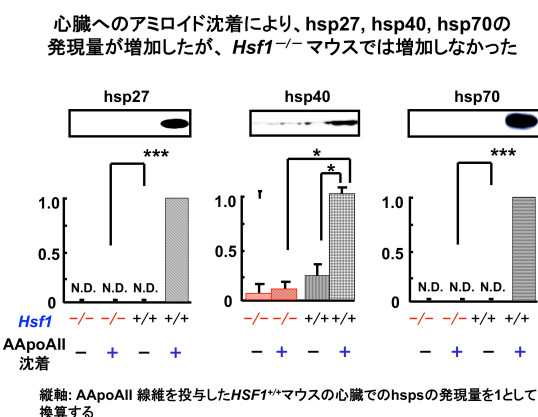 心臓へのアミロイド沈着により、hsp27, hsp40, hsp70の
発現量が増加したが、Hsf1−/− マウスでは増加しなかった
hsp27 hsp40 hsp70
*** * ***
*
1.0 1.0 1.0
0.5 0.5 0.5
N.D. N.D. N.D. N.D. N.D. N.D.
0 0 0
Hsf1 −/− −/− +/+ +/+ −/− −/− +/+ +/+ −/− −/− +/+ +/+
AApoAII
沈着 − + − + − + − + − + − +
縦軸: AApoAII 線維を投与したHSF1+/+マウスの心臓でのhspsの発現量を1として
換算する